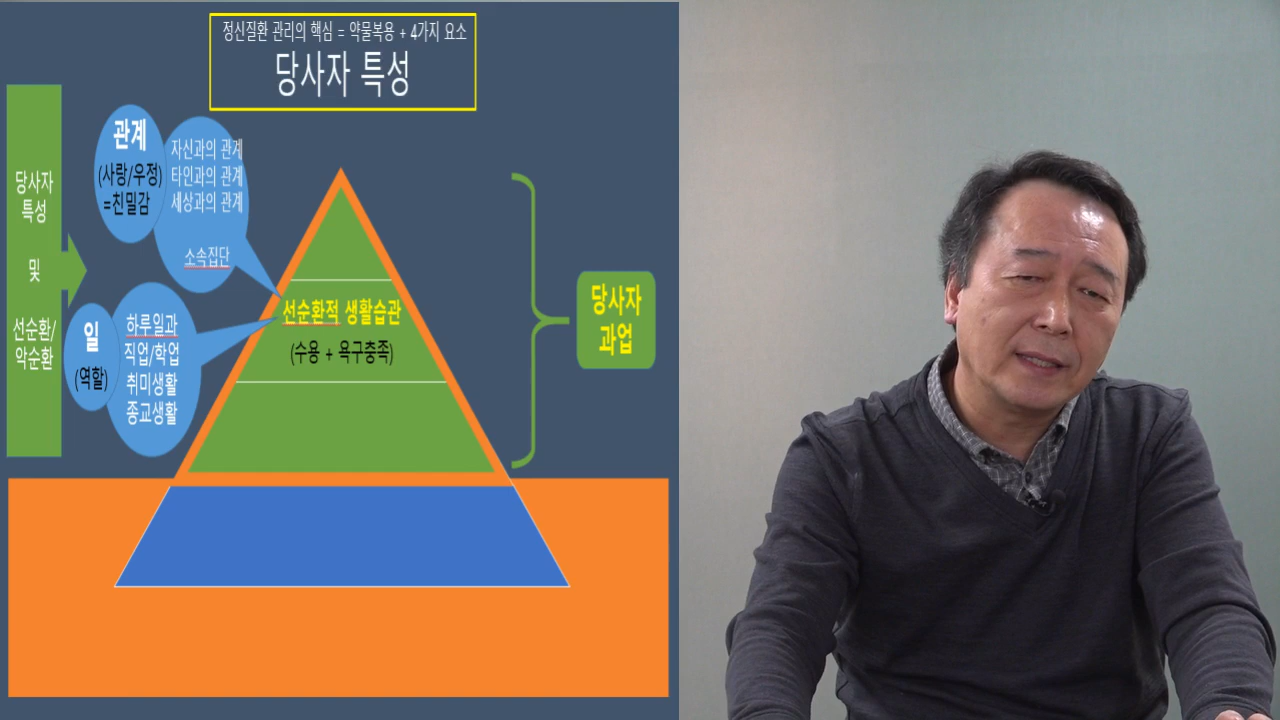 정신질환 관리의 핵심 = 약물복용 + 4가지 요소
당사자 특성
당사자
특성
및
선순환/
악순환
관계
(사랑/우정)
=친밀감
자신과의 관계
타인과의 관계
세상과의 관계
소속집단
일
(역할)
하루일과
직업/학업
취미생활
종교생활
선순환적 생활습관
(수용 + 욕구충족)
당사자
과업